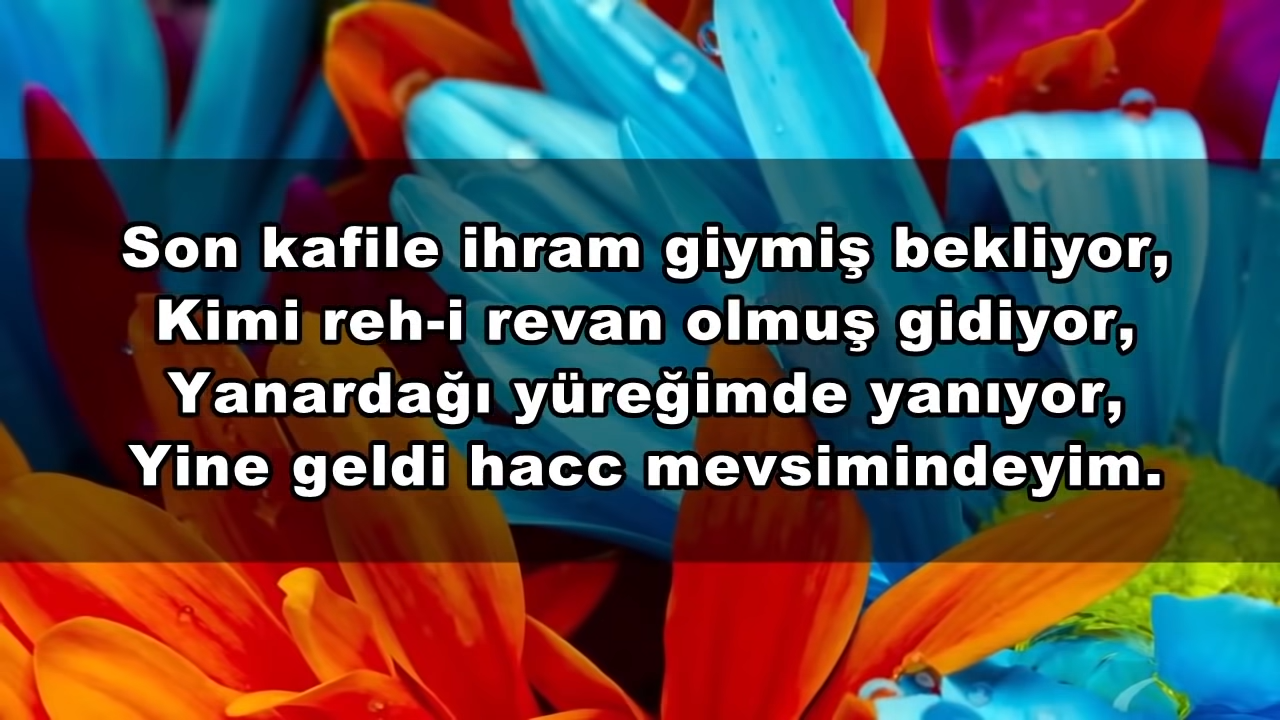 Son kafile ihram giymiş bekliyor,
Kimi reh-i revan olmuş gidiyor,
Yanardağı yüreğimde yanıyor,
Yine geldi hacc mevsimindeyim.